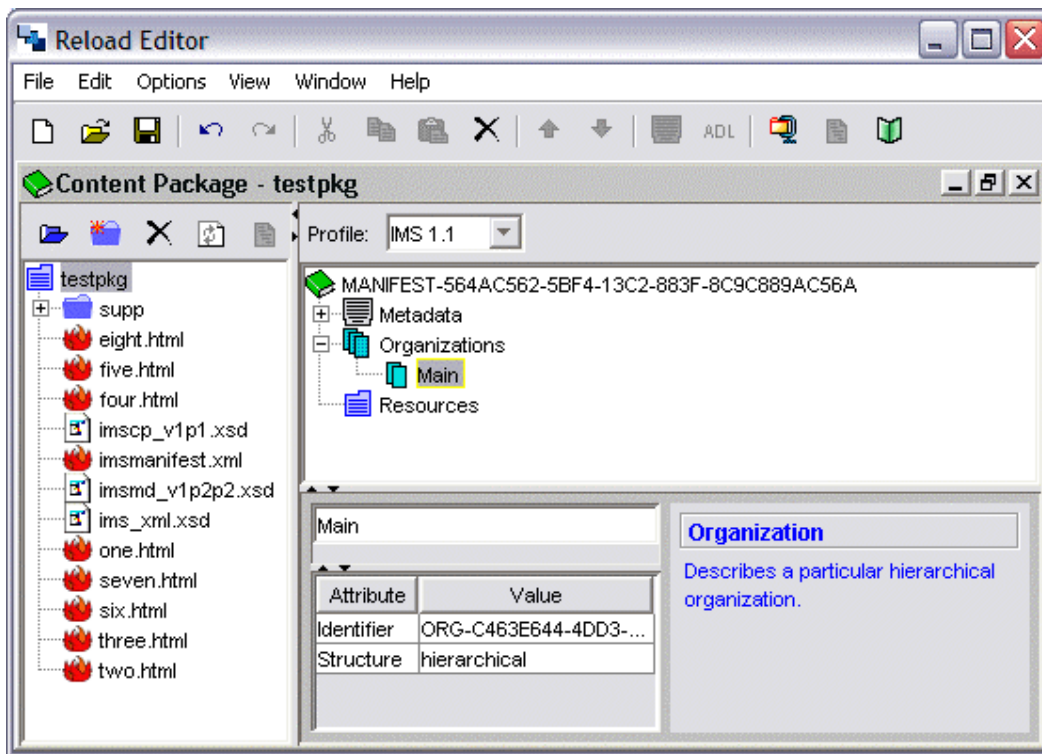 Reload Editor
File Edit Options View Window Help
ADL
Content Package - testpkg
Profile: IMS 1.1
testpkg
supp
eight.html
five.html
four.html
imscp_v1p1.xsd
imsmanifest.xml
imsmd_v1p2p2.xsd
ims_xml.xsd
one.html
seven.html
six.html
three.html
two.html
MANIFEST-564AC562-5BF4-13C2-883F-8C9C889AC56A
Metadata
Organizations
Main
Resources
Main
Attribute Value
Identifier ORG-C463E644-4DD3-...
Structure hierarchical
Organization
Describes a particular hierarchical
organization.